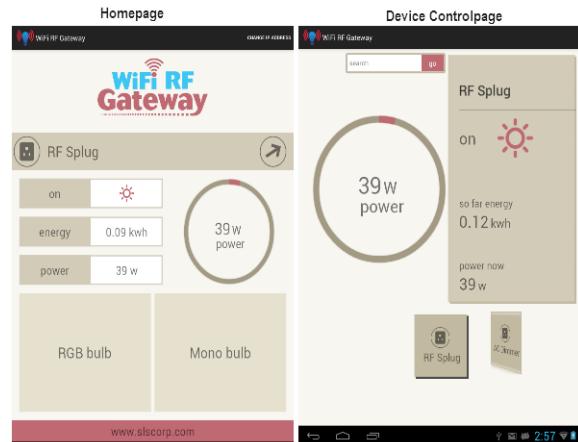 Homepage
WiFi RF Gateway
CHANGE IP ADDRESS
WiFi RF
Gateway
RF Splug
on
energy
0.09 kwh
power
39 w
39 w
power
RGB bulb
Mono bulb
www.slscorp.com
Device Controlpage
WiFi RF Gateway
search
go
39 w
power
RF Splug
on
so far energy
0.12 kwh
power now
39 w
RF Splug
Dimmer
2:57